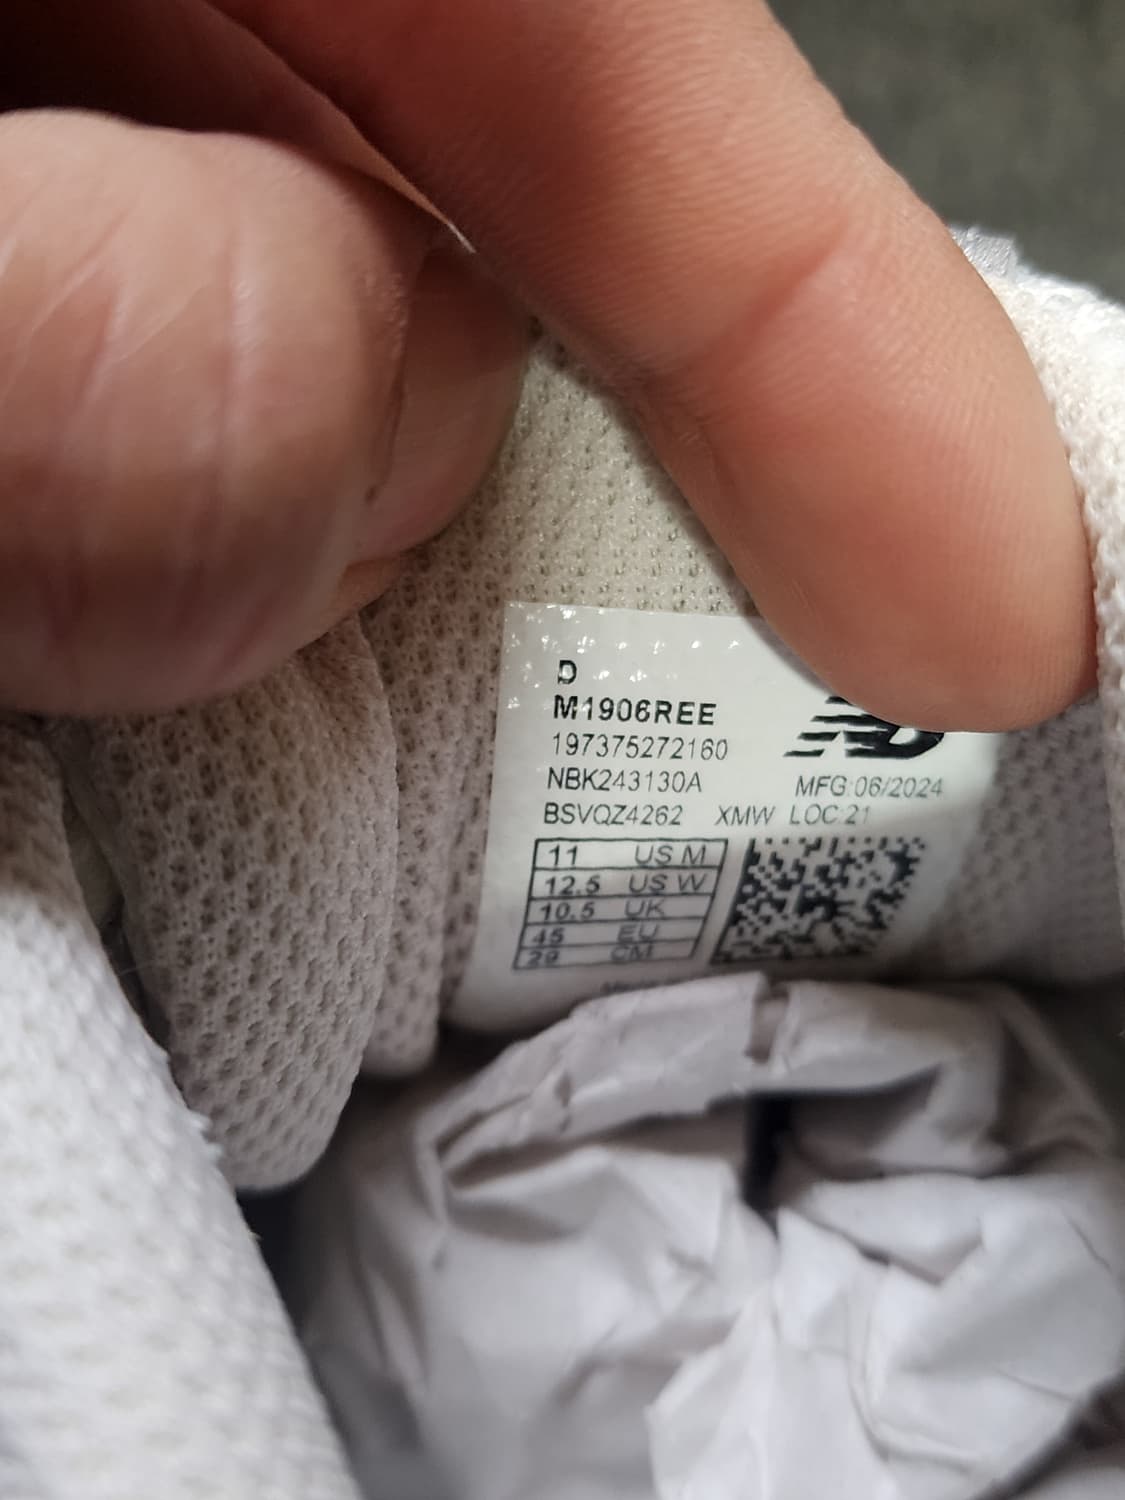 D
M1906REE
197375272160
NBK243130A MFG:06/2024
BSVQZ4262 XMW LOC:21
11 US M
12.5 US W
10.5 UK
45 EU
29 CM